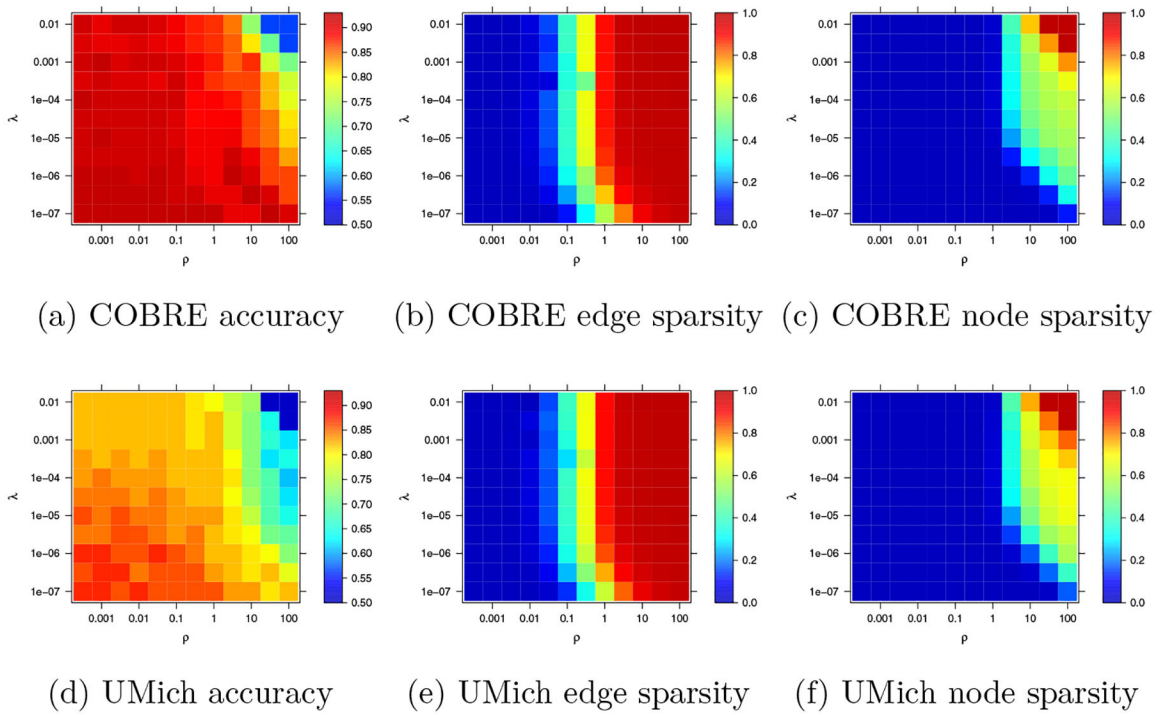 0.01
0.001
1e−04
1e−05
1e−06
1e−07
λ
0.001 0.01 0.1 1 10 100
ρ
0.90
0.85
0.80
0.75
0.70
0.65
0.60
0.55
0.50
(a) COBRE accuracy
0.01
0.001
1e−04
1e−05
1e−06
1e−07
λ
0.001 0.01 0.1 1 10 100
ρ
1.0
0.8
0.6
0.4
0.2
0.0
(b) COBRE edge sparsity
0.01
0.001
1e−04
1e−05
1e−06
1e−07
λ
0.001 0.01 0.1 1 10 100
ρ
1.0
0.8
0.6
0.4
0.2
0.0
(c) COBRE node sparsity
0.01
0.001
1e−04
1e−05
1e−06
1e−07
λ
0.001 0.01 0.1 1 10 100
ρ
0.90
0.85
0.80
0.75
0.70
0.65
0.60
0.55
0.50
(d) UMich accuracy
0.01
0.001
1e−04
1e−05
1e−06
1e−07
λ
0.001 0.01 0.1 1 10 100
ρ
1.0
0.8
0.6
0.4
0.2
0.0
(e) UMich edge sparsity
0.01
0.001
1e−04
1e−05
1e−06
1e−07
λ
0.001 0.01 0.1 1 10 100
ρ
1.0
0.8
0.6
0.4
0.2
0.0
(f) UMich node sparsity